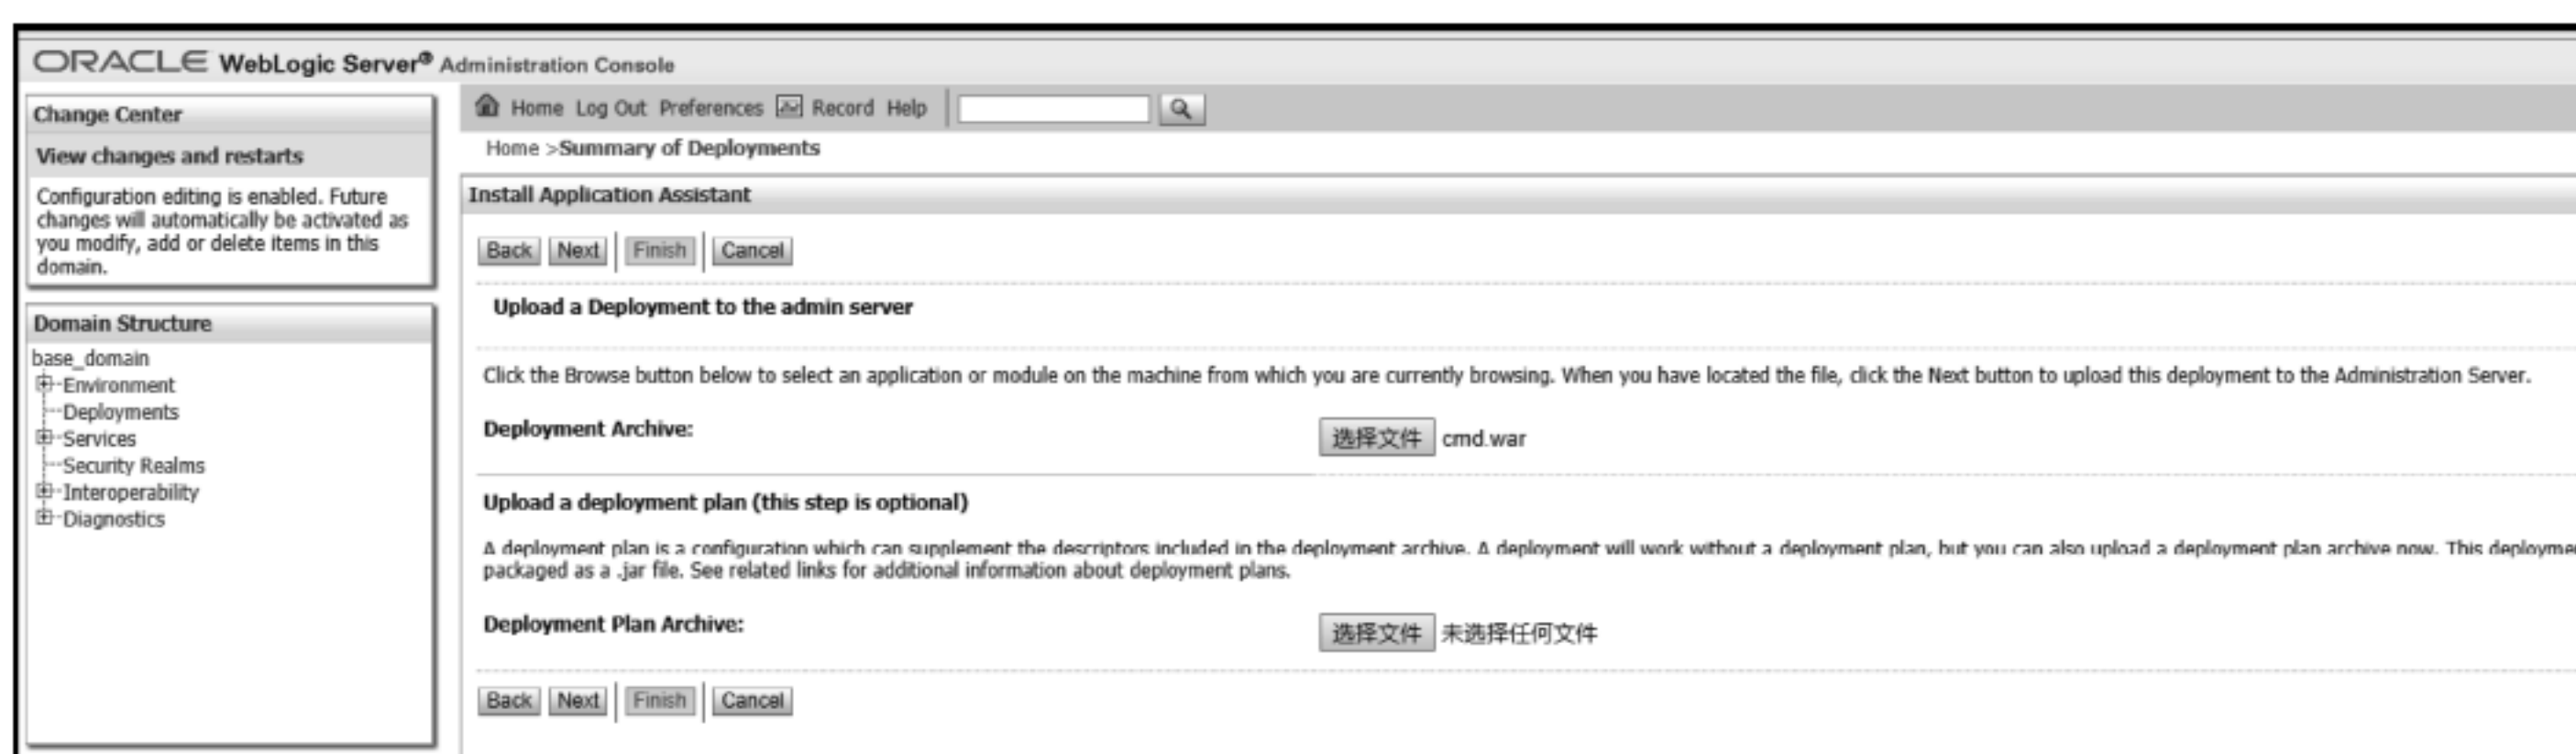 ORACLE WebLogic Server® Administration Console
Change Center
View changes and restarts
Configuration editing is enabled. Future
changes will automatically be activated as
you modify, add or delete items in this
domain.
Domain Structure
base_domain
Environment
Deployments
Services
Security Realms
Interoperability
Diagnostics
Home Log Out Preferences Record Help
Home >Summary of Deployments
Install Application Assistant
Back Next Finish Cancel
Upload a Deployment to the admin server
Click the Browse button below to select an application or module on the machine from which you are currently browsing. When you have located the file, click the Next button to upload this deployment to the Administration Server.
Deployment Archive: 选择文件 cmd.war
Upload a deployment plan (this step is optional)
A deployment plan is a configuration which can supplement the descriptors included in the deployment archive. A deployment will work without a deployment plan, but you can also upload a deployment plan archive now. This
packaged as a .jar file. See related links for additional information about deployment plans.
Deployment Plan Archive: 选择文件 未选择任何文件
Back Next Finish Cancel